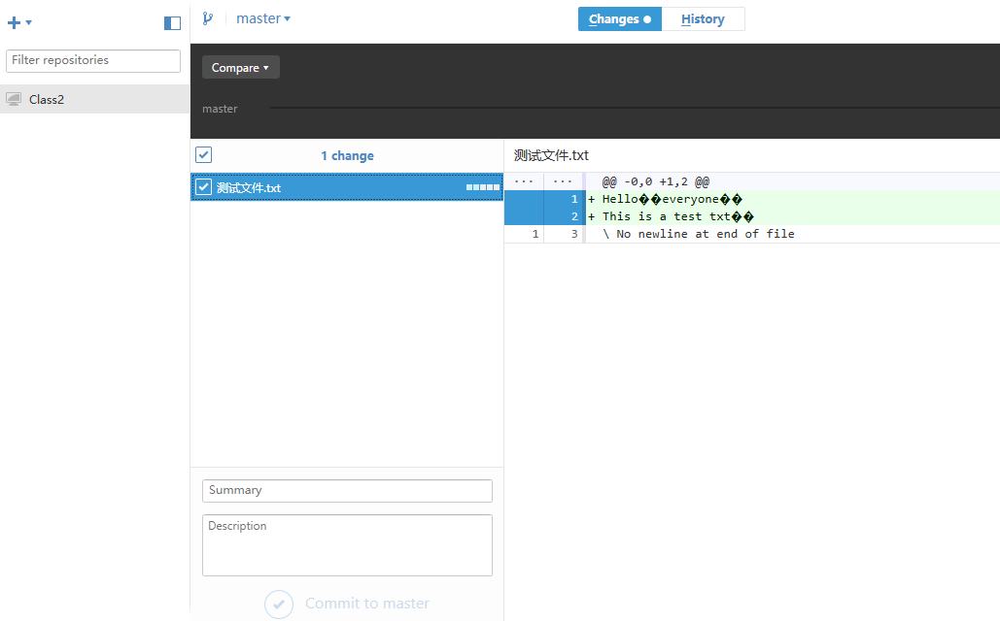 master
Changes
History
Filter repositories
Class2
Compare
master
1 change
测试文件.txt
测试文件.txt
... ... @@ -0,0 +1,2 @@
1 + Hello��everyone��
2 + This is a test txt��
1 3 \ No newline at end of file
Summary
Description
Commit to master